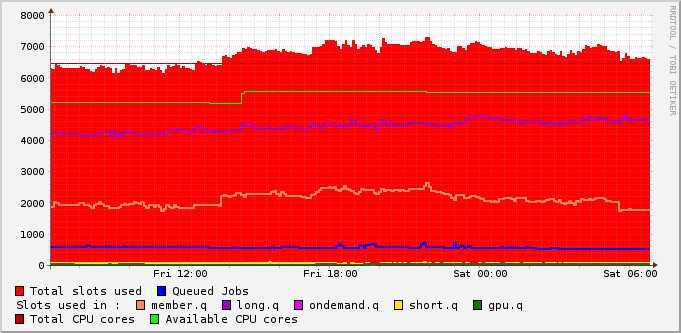 RRDTOOL / TOBI OETIKER
8000
7000
6000
5000
4000
3000
2000
1000
0
Fri 12:00 Fri 18:00 Sat 00:00 Sat 06:00
Total slots used Queued Jobs
Slots used in : member.q long.q ondemand.q short.q gpu.q
Total CPU cores Available CPU cores